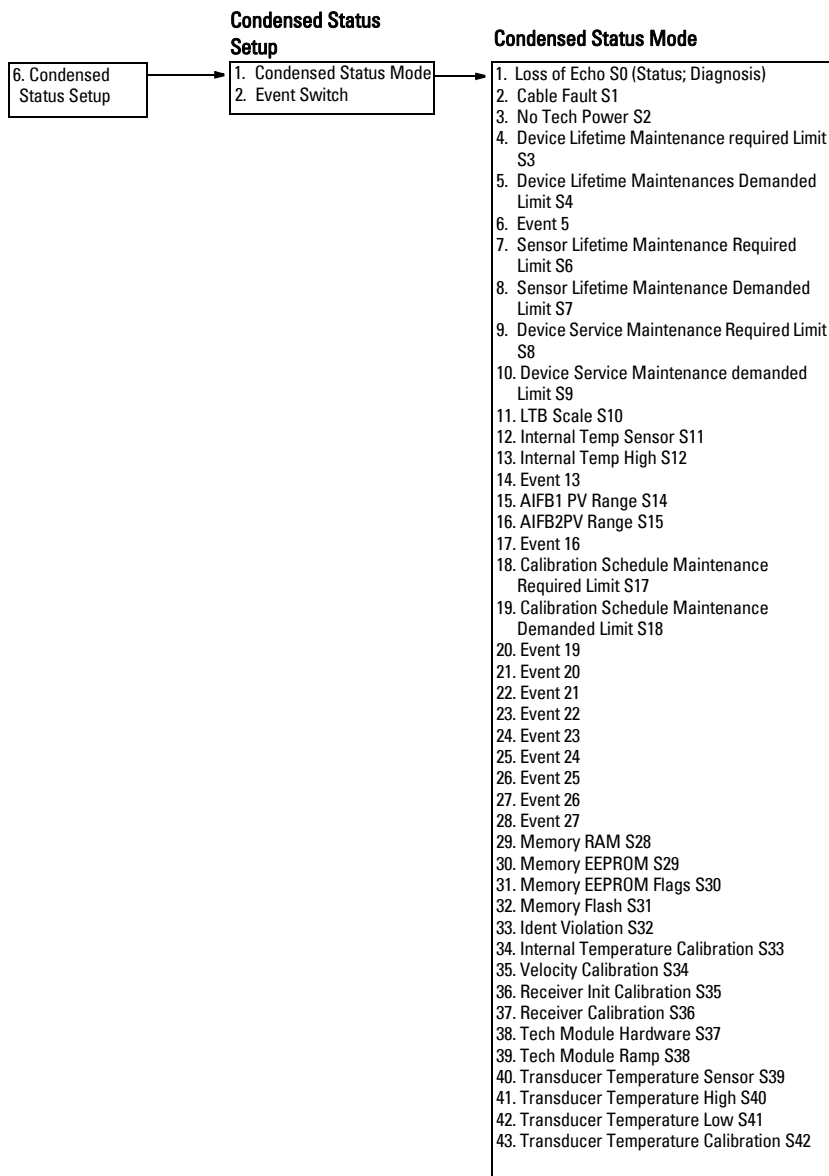 6. Condensed
Status Setup
Condensed Status
Setup
1. Condensed Status Mode
2. Event Switch
Condensed Status Mode
1. Loss of Echo S0 (Status; Diagnosis)
2. Cable Fault S1
3. No Tech Power S2
4. Device Lifetime Maintenance required Limit
S3
5. Device Lifetime Maintenances Demanded
Limit S4
6. Event 5
7. Sensor Lifetime Maintenance Required
Limit S6
8. Sensor Lifetime Maintenance Demanded
Limit S7
9. Device Service Maintenance Required Limit
S8
10. Device Service Maintenance demanded
Limit S9
11. LTB Scale S10
12. Internal Temp Sensor S11
13. Internal Temp High S12
14. Event 13
15. AIFB1 PV Range S14
16. AIFB2PV Range S15
17. Event 16
18. Calibration Schedule Maintenance
Required Limit S17
19. Calibration Schedule Maintenance
Demanded Limit S18
20. Event 19
21. Event 20
22. Event 21
23. Event 22
24. Event 23
25. Event 24
26. Event 25
27. Event 26
28. Event 27
29. Memory RAM S28
30. Memory EEPROM S29
31. Memory EEPROM Flags S30
32. Memory Flash S31
33. Ident Violation S32
34. Internal Temperature Calibration S33
35. Velocity Calibration S34
36. Receiver Init Calibration S35
37. Receiver Calibration S36
38. Tech Module Hardware S37
39. Tech Module Ramp S38
40. Transducer Temperature Sensor S39
41. Transducer Temperature High S40
42. Transducer Temperature Low S41
43. Transducer Temperature Calibration S42